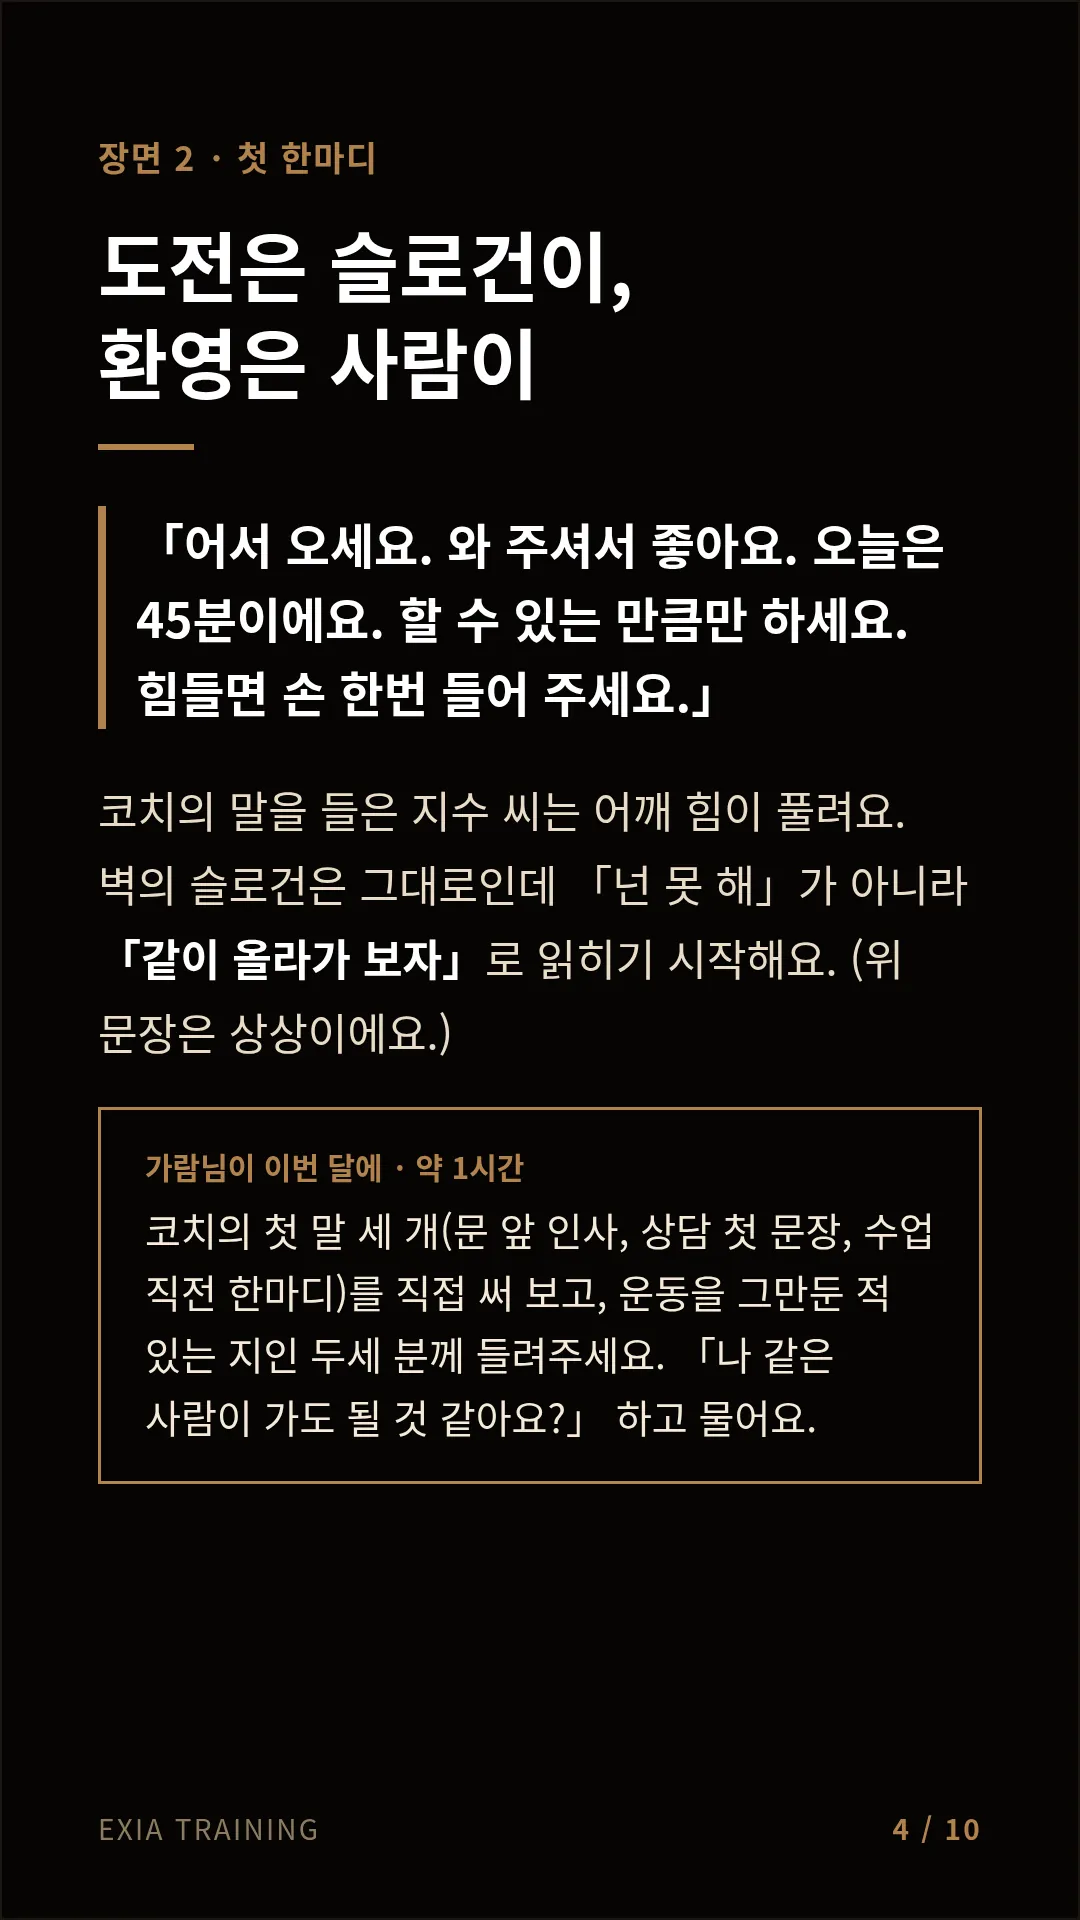 장면 2 · 첫 한마디
도전은 슬로건이,
환영은 사람이
「어서 오세요. 와 주셔서 좋아요. 오늘은
45분이에요. 할 수 있는 만큼만 하세요.
힘들면 손 한번 들어 주세요.」
코치의 말을 들은 지수 씨는 어깨 힘이 풀려요.
벽의 슬로건은 그대로인데 「넌 못 해」가 아니라
「같이 올라가 보자」로 읽히기 시작해요. (위
문장은 상상이에요.)
가람님이 이번 달에 · 약 1시간
코치의 첫 말 세 개(문 앞 인사, 상담 첫 문장, 수업
직전 한마디)를 직접 써 보고, 운동을 그만둔 적
있는 지인 두세 분께 들려주세요. 「나 같은
사람이 가도 될 것 같아요?」 하고 물어요.
EXIA TRAINING
4 / 10